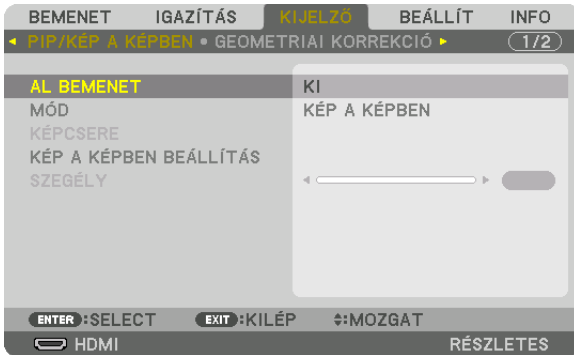 BEMENET IGAZÍTÁS KIJELZŐ BEÁLLÍT INFO
PIP/KÉP A KÉPBEN • GEOMETRIAI KORREKCIÓ 1/2
AL BEMENET KI
MÓD KÉP A KÉPBEN
KÉPCSERE
KÉP A KÉPBEN BEÁLLÍTÁS
SZEGÉLY
ENTER :SELECT EXIT :KILÉP :MOZGAT
HDMI RÉSZLETES